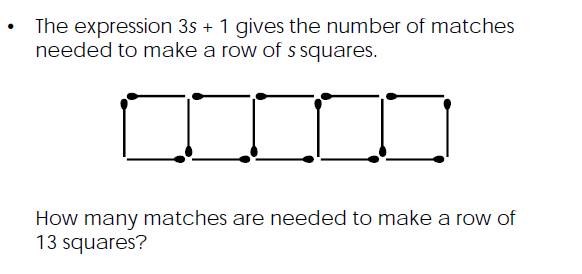 • The expression 3s + 1 gives the number of matches
needed to make a row of s squares.
How many matches are needed to make a row of
13 squares?